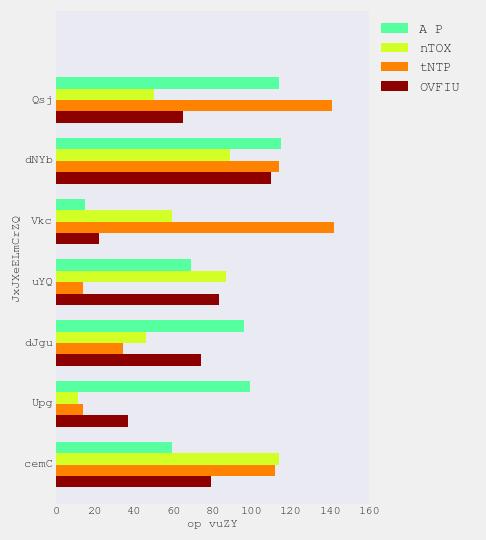 A P
nTOX
tNTP
OVFIU
JxJXeELmCrZQ
Qsj
dNYb
Vkc
uYQ
dJgu
Upg
cemC
0 20 40 60 80 100 120 140 160
op vuZY